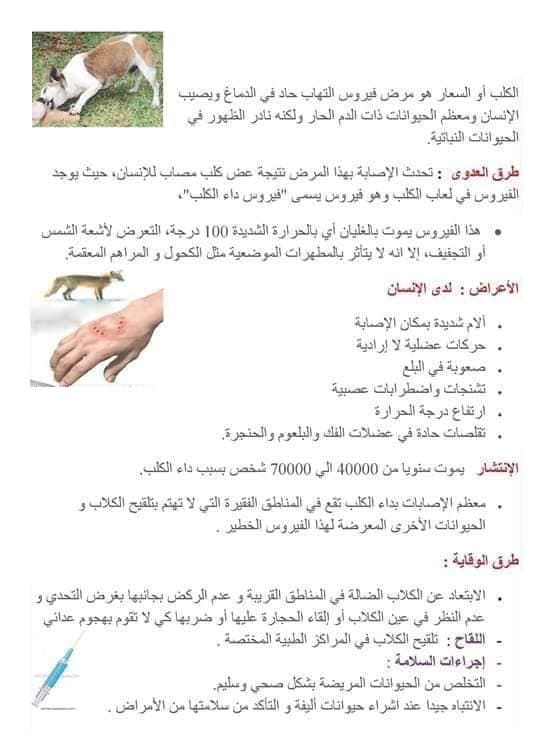 الكلب أو السعار هو مرض فيروس التهاب حاد في الدماغ ويصيب
الإنسان ومعظم الحيوانات ذات الدم الحار ولكنه نادر الظهور في
الحيوانات النباتية.
طرق العدوى : تحدث الإصابة بهذا المرض نتيجة عض كلب مصاب للإنسان، حيث يوجد
الفيروس في لعاب الكلب وهو فيروس يسمى "فيروس داء الكلب"،
• هذا الفيروس يموت بالغليان أي بالحرارة الشديدة 100 درجة، التعرض لأشعة الشمس
أو التجفيف، إلا انه لا يتأثر بالمطهرات الموضعية مثل الكحول و المراهم المعقمة.
الأعراض : لدى الإنسان
• ألام شديدة بمكان الإصابة
• حركات عضلية لا إرادية
• صعوبة في البلع
• تشنجات واضطرابات عصبية
• ارتفاع درجة الحرارة
• تقلصات حادة في عضلات الفك والبلعوم والحنجرة.
الإنتشار يموت سنويا من 40000 الي 70000 شخص بسبب داء الكلب.
• معظم الإصابات بداء الكلب تقع في المناطق الفقيرة التي لا تهتم بتلقيح الكلاب و
الحيوانات الأخرى المعرضة لهذا الفيروس الخطير .
طرق الوقاية :
• الابتعاد عن الكلاب الضالة في المناطق القريبة و عدم الركض بجانبها بغرض التحدي و
عدم النظر في عين الكلاب أو إلقاء الحجارة عليها أو ضربها كي لا تقوم بهجوم عدائي
- اللقاح : تلقيح الكلاب في المراكز الطبية المختصة .
- إجراءات السلامة :
- التخلص من الحيوانات المريضة بشكل صحي وسليم.
- الانتباه جيدا عند اشراء حيوانات أليفة و التأكد من سلامتها من الأمراض .